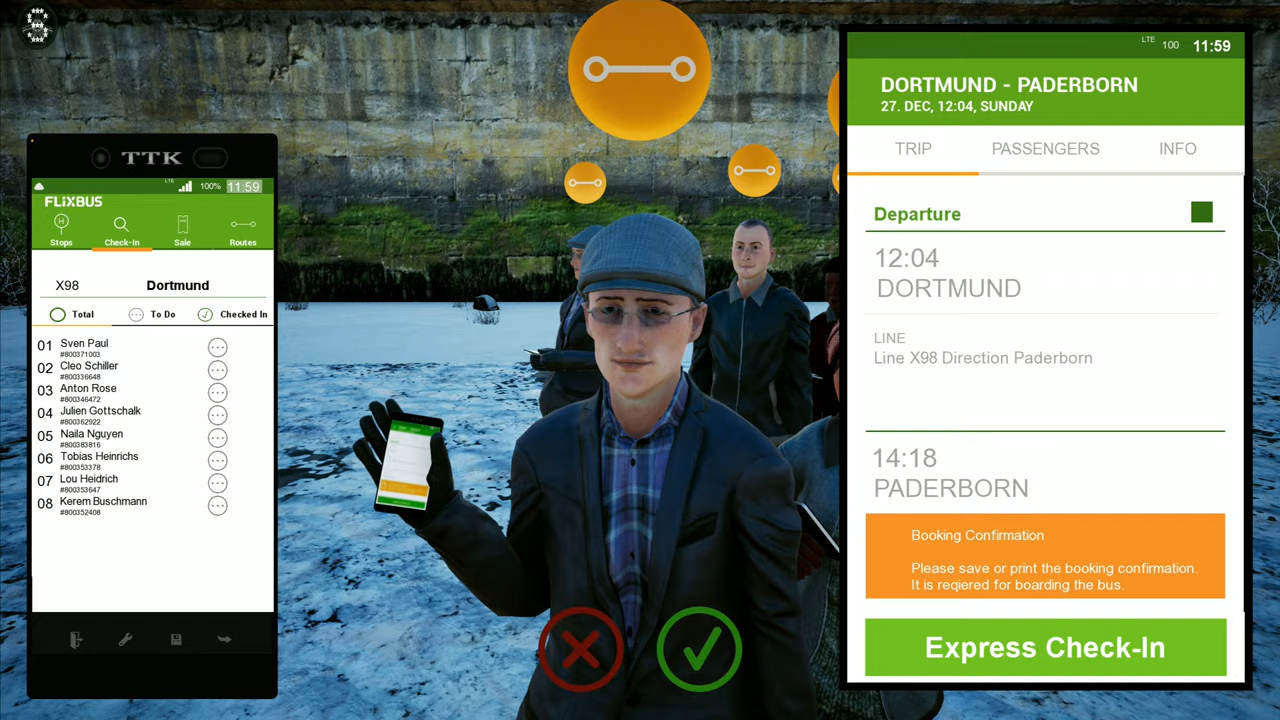 TTK
LTE 100% 11:59
FLiXBUS
H
Stops Check-In Sale Routes
X98 Dortmund
Total To Do Checked In
01 Sven Paul
#800371003
02 Cleo Schiller
#800336648
03 Anton Rose
#800346472
04 Julien Gottschalk
#800362922
05 Naila Nguyen
#800383816
06 Tobias Heinrichs
#800353378
07 Lou Heidrich
#800353647
08 Kerem Buschmann
#800352408
LTE 100 11:59
DORTMUND - PADERBORN
27. DEC, 12:04, SUNDAY
TRIP PASSENGERS INFO
Departure
12:04
DORTMUND
LINE
Line X98 Direction Paderborn
14:18
PADERBORN
Booking Confirmation
Please save or print the booking confirmation.
It is reqiered for boarding the bus.
Express Check-In